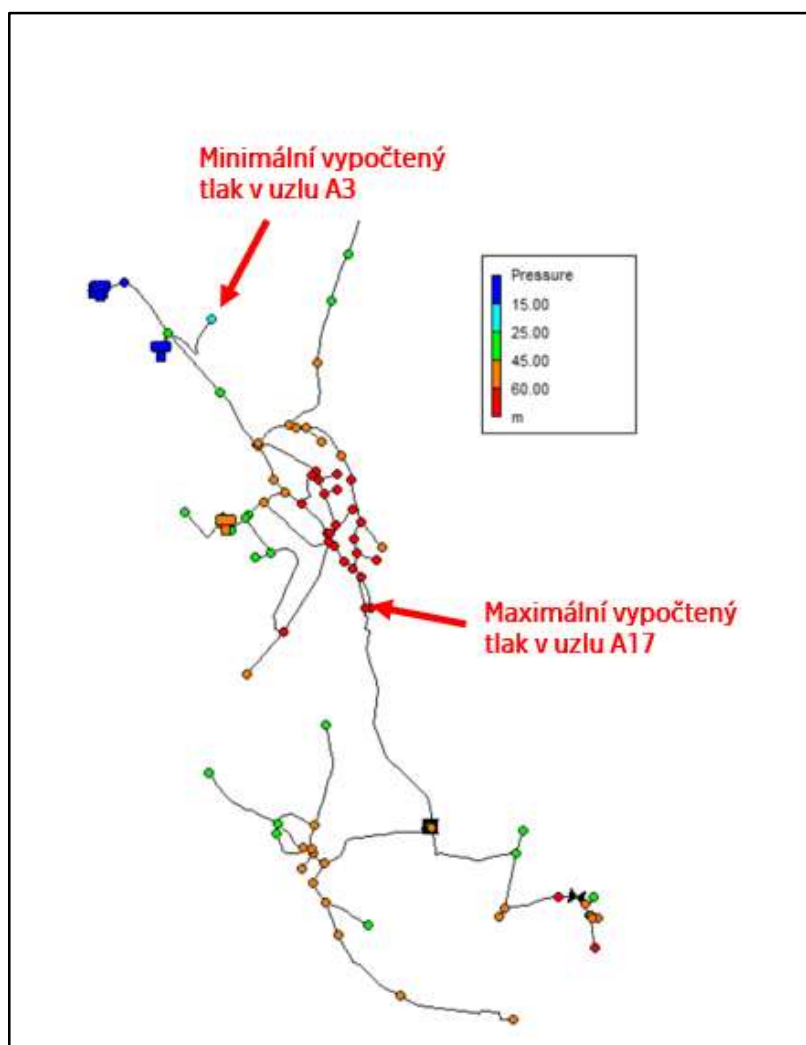 Minimální vypočtený
tlak v uzlu A3
Pressure
15.00
25.00
45.00
60.00
m
Maximální vypočtený
tlak v uzlu A17